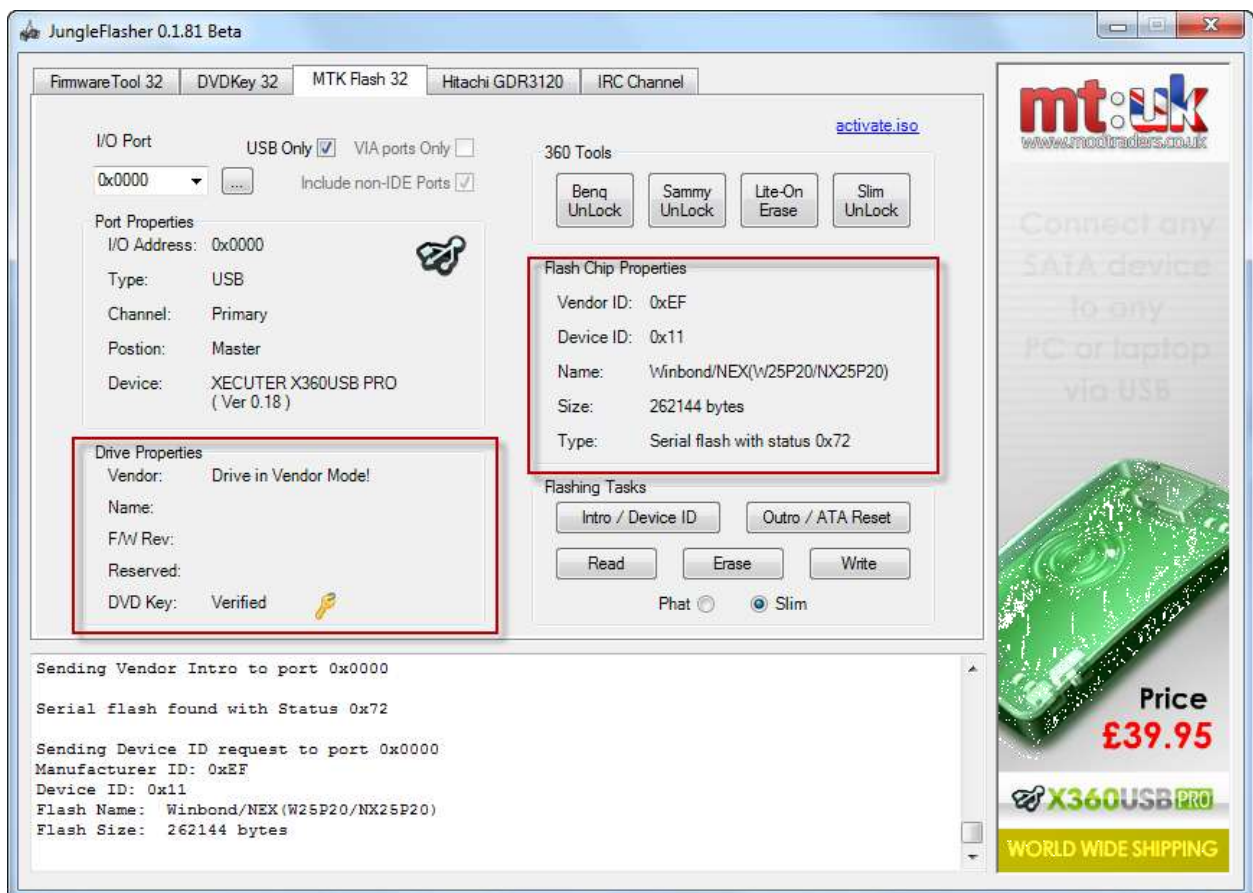 JungleFlasher 0.1.81 Beta
FirmwareTool 32 DVDKey 32 MTK Flash 32 Hitachi GDR3120 IRC Channel
I/O Port
USB Only VIA ports Only
0x0000 ... Include non-IDE Ports
Port Properties
I/O Address: 0x0000
Type: USB
Channel: Primary
Postion: Master
Device: XECUTER X360USB PRO
( Ver 0.18 )
Drive Properties
Vendor: Drive in Vendor Mode!
Name:
F/W Rev:
Reserved:
DVD Key: Verified
activate.iso
360 Tools
Benq UnLock
Sammy UnLock
Lite-On Erase
Slim UnLock
Flash Chip Properties
Vendor ID: 0xEF
Device ID: 0x11
Name: Winbond/NEX(W25P20/NX25P20)
Size: 262144 bytes
Type: Serial flash with status 0x72
Flashing Tasks
Intro / Device ID Outro / ATA Reset
Read Erase Write
Phat Slim
Sending Vendor Intro to port 0x0000
Serial flash found with Status 0x72
Sending Device ID request to port 0x0000
Manufacturer ID: 0xEF
Device ID: 0x11
Flash Name: Winbond/NEX(W25P20/NX25P20)
Flash Size: 262144 bytes
mt:uk
www.modtraders.co.uk
Connect any
SATA device
to any
PC or laptop
via USB
Price
£39.95
X360USB PRO
WORLD WIDE SHIPPING